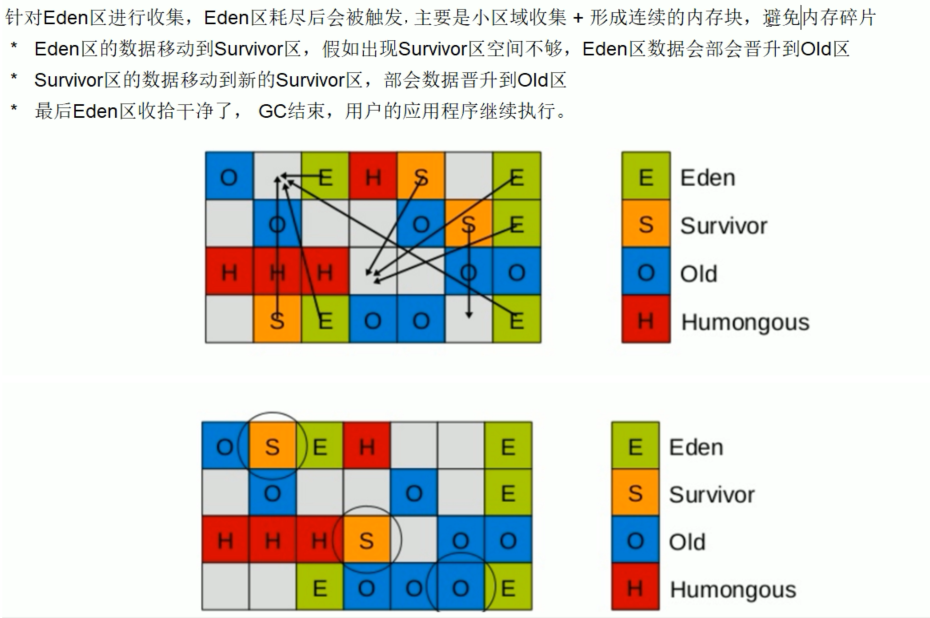 针对Eden区进行收集，Eden区耗尽后会被触发, 主要是小区域收集 + 形成连续的内存块，避免内存碎片
* Eden区的数据移动到Survivor区，假如出现Survivor区空间不够，Eden区数据会部会晋升到Old区
* Survivor区的数据移动到新的Survivor区，部会数据晋升到Old区
* 最后Eden区收拾干净了， GC结束，用户的应用程序继续执行。
O E H S E
O O S E
H H H O O
S E O O E
E Eden
S Survivor
O Old
H Humongous
O S E H E
O O E
H H H S O O
E O O O E
E Eden
S Survivor
O Old
H Humongous